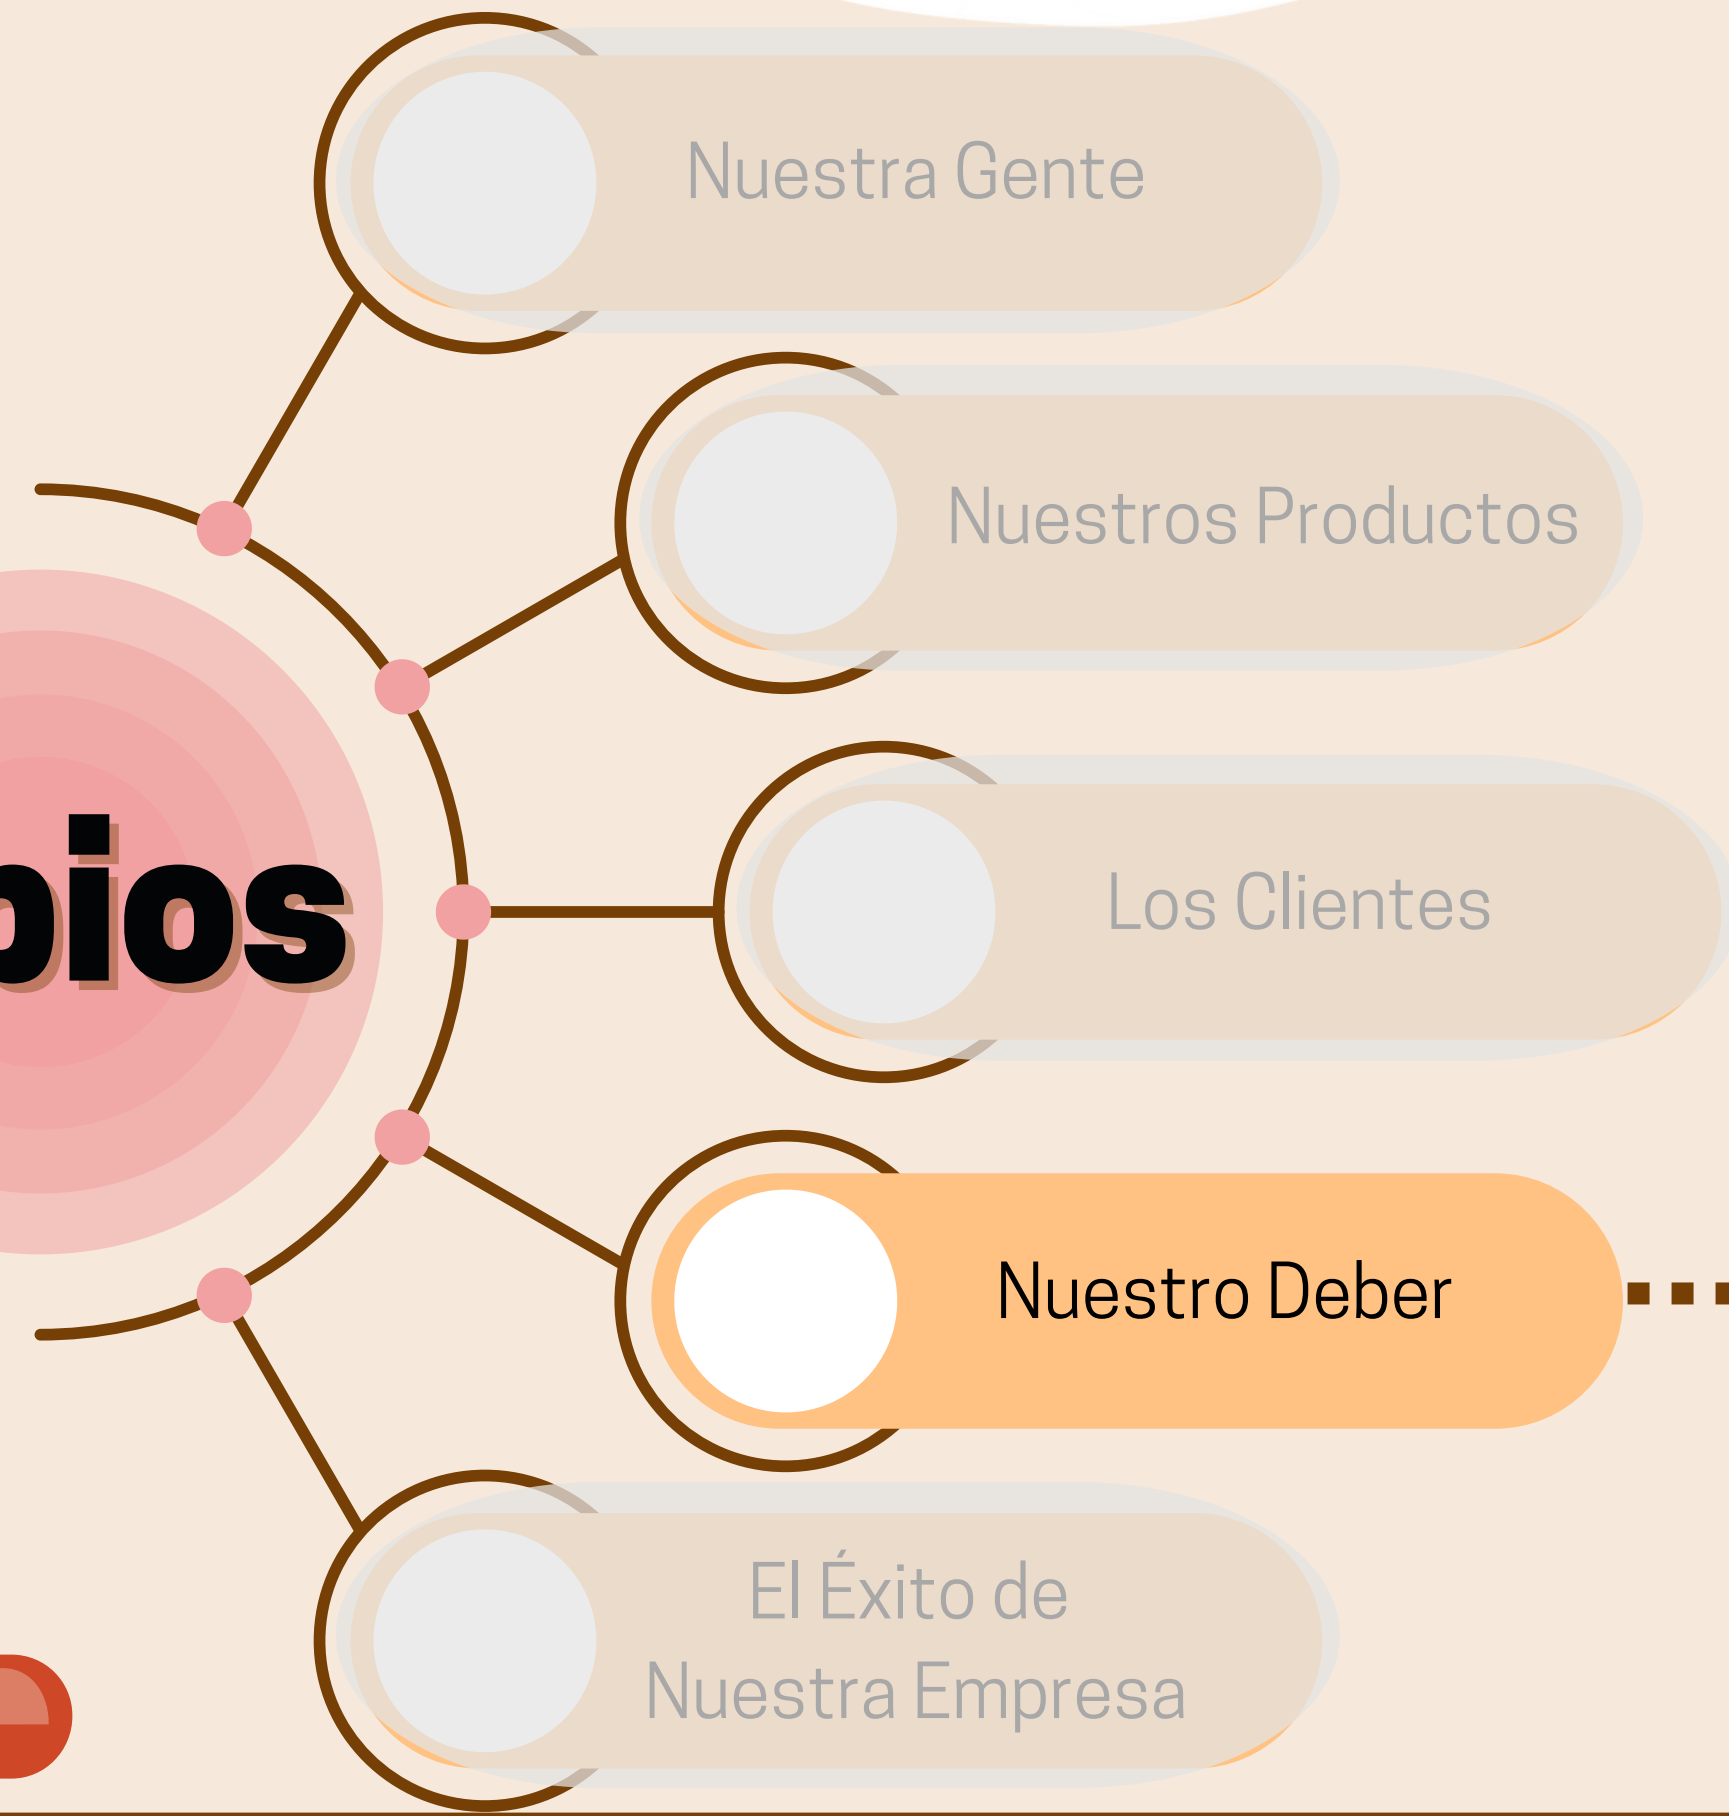 Nuestra Gente
Nuestros Productos
pios
Los Clientes
Nuestro Deber
El Éxito de
Nuestra Empresa